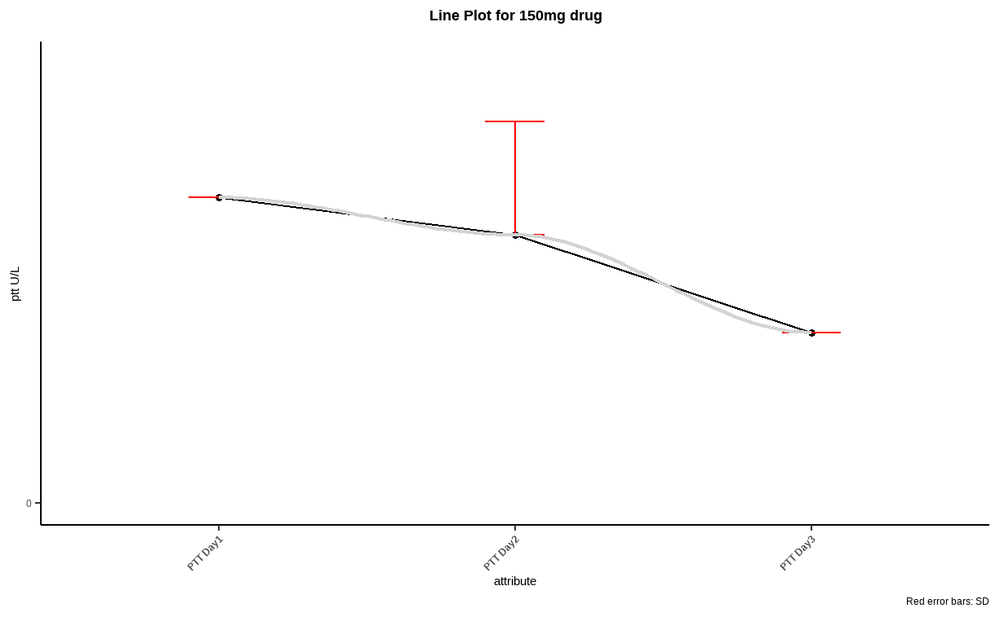 Line Plot for 150mg drug
ptt U/L
0
PTT Day1
PTT Day2
PTT Day3
attribute
Red error bars: SD